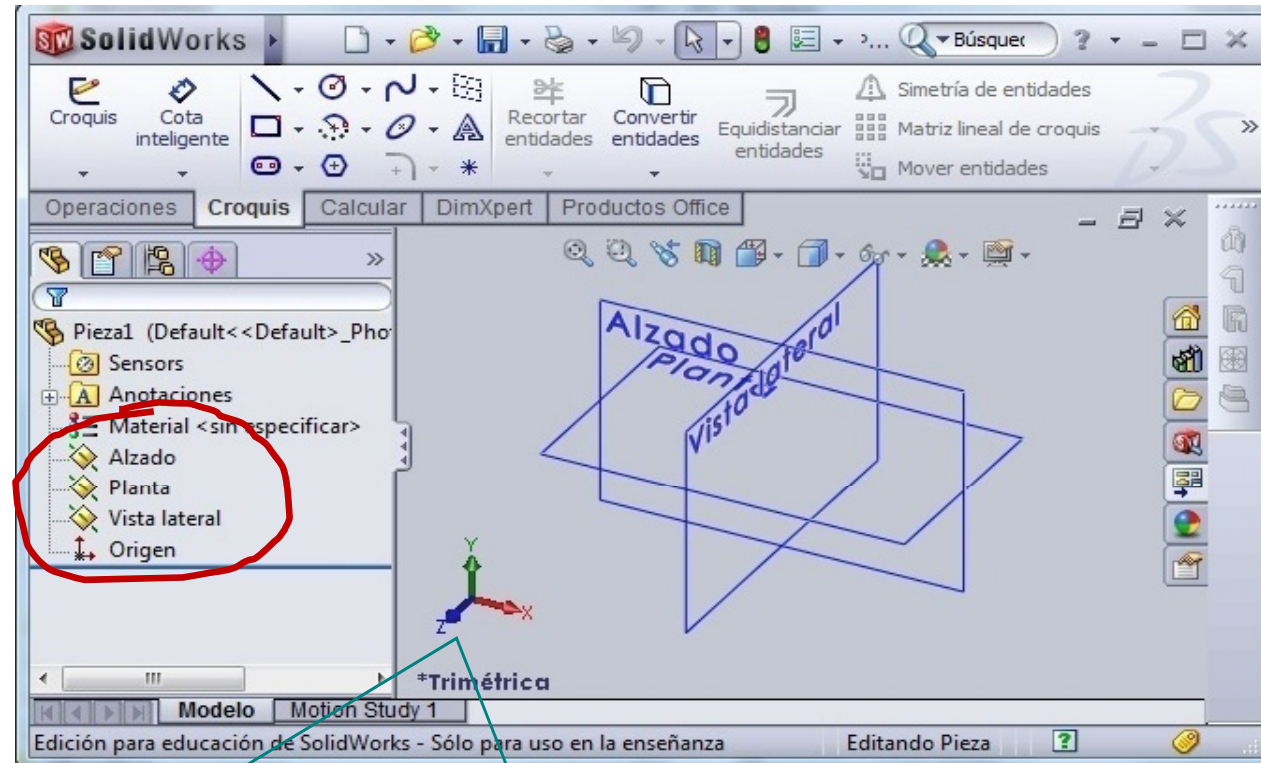 SolidWorks
Búsquec
?
Croquis
Cota inteligente
Recortar entidades
Convertir entidades
Equidistanciar entidades
Simetría de entidades
Matriz lineal de croquis
Mover entidades
Operaciones Croquis Calcular DimXpert Productos Office
Pieza1 (Default<<Default>_Pho
Sensors
Anotaciones
Material <sin especificar>
Alzado
Planta
Vista lateral
Origen
Alzado
Planta
Vista lateral
Y
X
Z
*Trimétrica
Modelo Motion Study 1
Edición para educación de SolidWorks - Sólo para uso en la enseñanza Editando Pieza ?